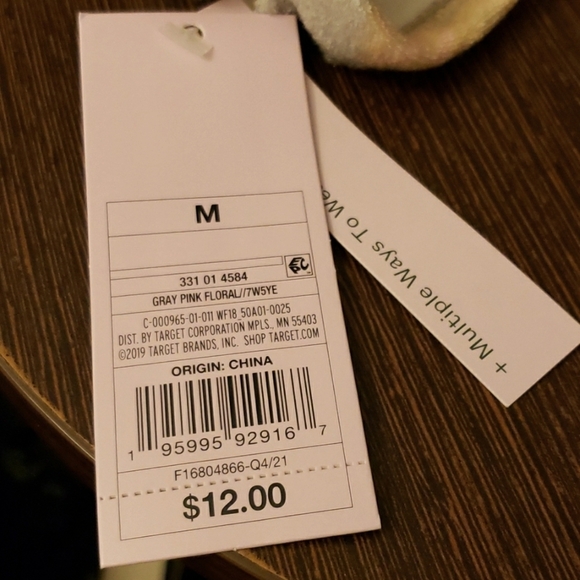 M
EPC
331 01 4584
GRAY PINK FLORAL//7W5YE
C-000965-01-011 WF18_50A01-0025
DIST. BY TARGET CORPORATION MPLS., MN 55403
©2019 TARGET BRANDS, INC. SHOP TARGET.COM
ORIGIN: CHINA
1 95995 92916 7
F16804866-Q4/21
$12.00
+ Multiple Ways To We